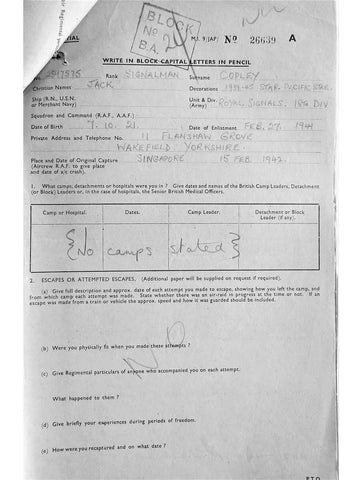 BLOCK
Nº 2
B.A.
M.I. 9/JAP/ Nº 26639 A
WRITE IN BLOCK-CAPITAL LETTERS IN PENCIL
Rank SIGNALMAN Surname COPLEY
Christian Names JACK Decorations 1939-45 STAR. PACIFIC STAR.
Ship (R.N., U.S.N. or Merchant Navy) Unit & Div. (Army) ROYAL SIGNALS. 18th DIV
Squadron and Command (R.A.F., A.A.F.) :
Date of Birth 7. 10. 21. Date of Enlistment FEB. 27.
Private Address and Telephone No. 11 FLANSHAW GROVE
WAKEFIELD YORKSHIRE.
Place and Date of Original Capture SINGAPORE 15 FEB. 1942.
(Aircrew R.A.F. to give place
and date of a/c crash).
1. What camps, detachments or hospitals were you in ? Give dates and names of the British Camp Leaders, Detachment
(or Block) Leaders or, in the case of hospitals, the Senior British Medical Officers.
Camp or Hospital. Dates. Camp Leader. Detachment or Block
Leader (if any).
{No camps stated}
2. ESCAPES OR ATTEMPTED ESCAPES. (Additional paper will be supplied on request if required).
(a) Give full description and approx. date of each attempt you made to escape, showing how you left the camp, and
from which camp each attempt was made. State whether there was an air-raid in progress at the time or not. If an
escape was made from a train or vehicle the approx. speed and how it was guarded should be included.
(b) Were you physically fit when you made these attempts ?
(c) Give Regimental particulars of anyone who accompanied you on each attempt.
What happened to them ?
(d) Give briefly your experiences during periods of freedom.
(e) How were you recaptured and on what date ?
P.T.O.